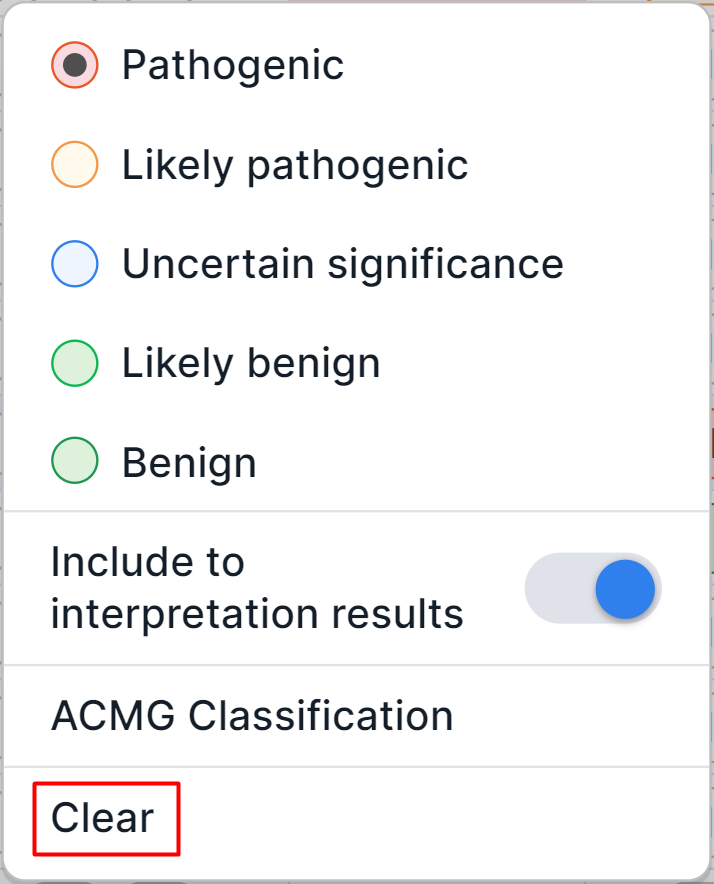 Pathogenic
Likely pathogenic
Uncertain significance
Likely benign
Benign
Include to
interpretation results
ACMG Classification
Clear